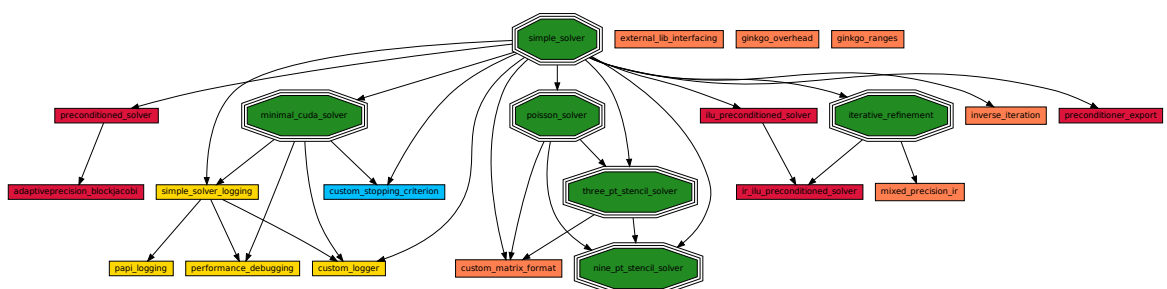 simple_solver
external_lib_interfacing
ginkgo_overhead
ginkgo_ranges
preconditioned_solver
minimal_cuda_solver
poisson_solver
ilu_preconditioned_solver
iterative_refinement
inverse_iteration
preconditioner_export
adaptiveprecision_blockjacobi
simple_solver_logging
custom_stopping_criterion
three_pt_stencil_solver
ir_ilu_preconditioned_solver
mixed_precision_ir
papi_logging
performance_debugging
custom_logger
custom_matrix_format
nine_pt_stencil_solver